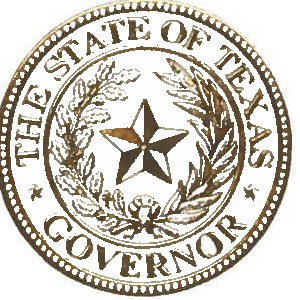 THE STATE OF TEXAS
GOVERNOR